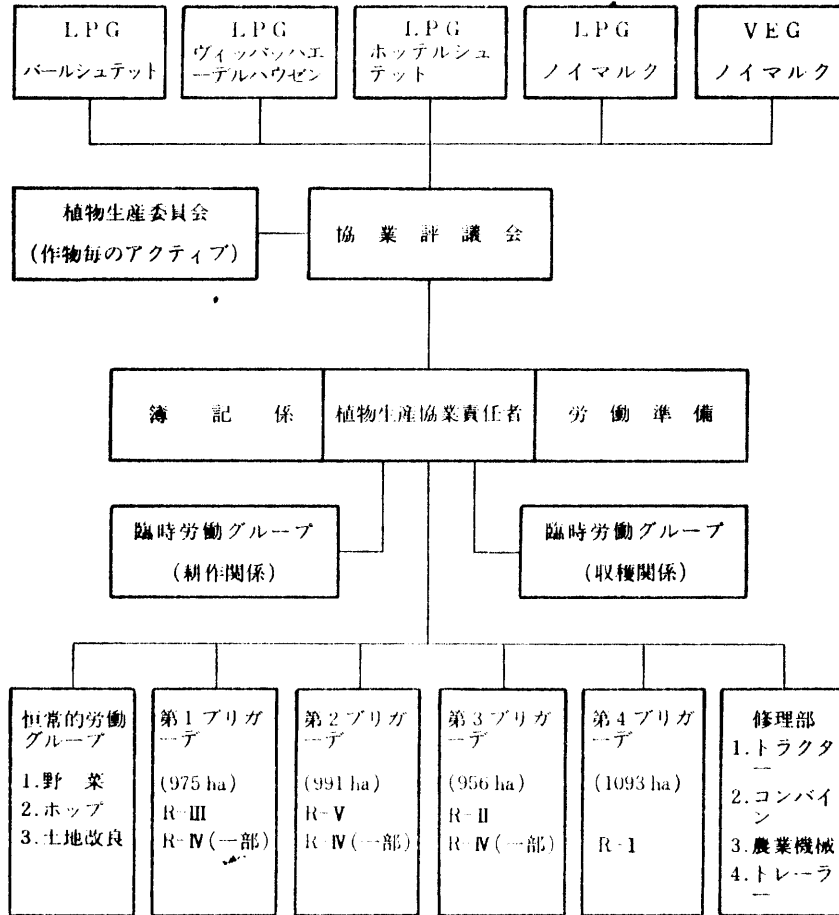 LPG
バールシュテット
LPG
ヴィッパッハエ
ーデルハウゼン
LPG
ホッテルシュ
テット
LPG
ノイマルク
VEG
ノイマルク
植物生産委員会
(作物毎のアクティブ)
協業評議会
簿記係
植物生産協業責任者
労働準備
臨時労働グループ
(耕作関係)
臨時労働グループ
(収穫関係)
恒常的労働
グループ
1.野菜
2.ホップ
3.土地改良
第1ブリガ
ーデ
(975ha)
R-III
R-IV(一部)
第2ブリガ
ーデ
(991ha)
R-V
R-IV(一部)
第3ブリガ
ーデ
(956ha)
R-II
R-IV(一部)
第4ブリガ
ーデ
(1093ha)
R-I
修理部
1.トラクタ
ー
2.コンバイ
ン
3.農業機械
4.トレーラ
ー